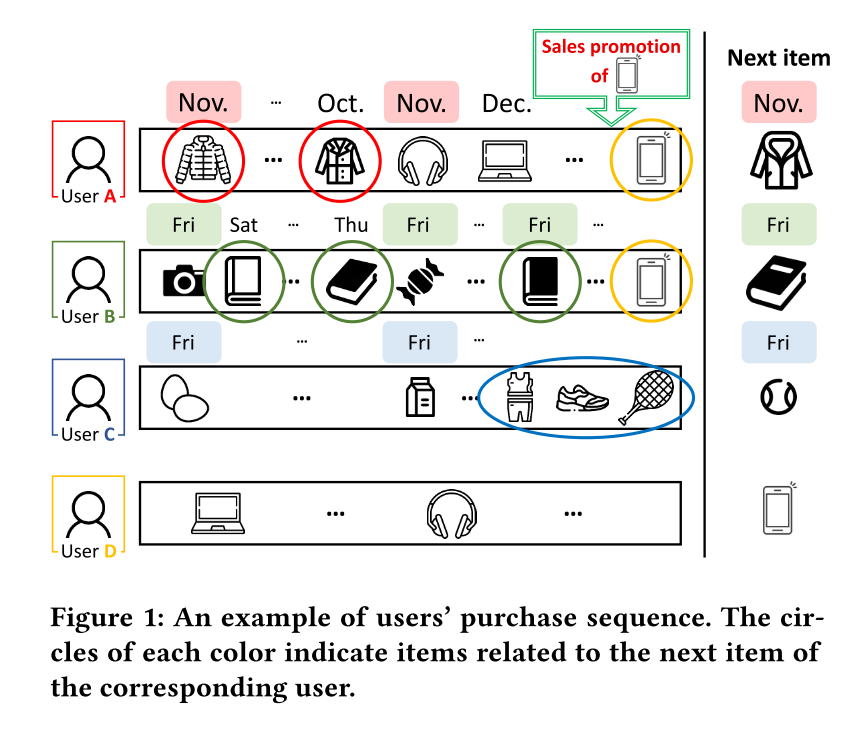 Sales promotion
of
Next item
Nov. ... Oct. Nov. Dec.
Nov.
...
...
User A
Fri Sat ... Thu Fri ... Fri ...
Fri
...
...
...
User B
Fri ... Fri ...
Fri
...
...
User C
...
...
User D
Figure 1: An example of users' purchase sequence. The cir-
cles of each color indicate items related to the next item of
the corresponding user.